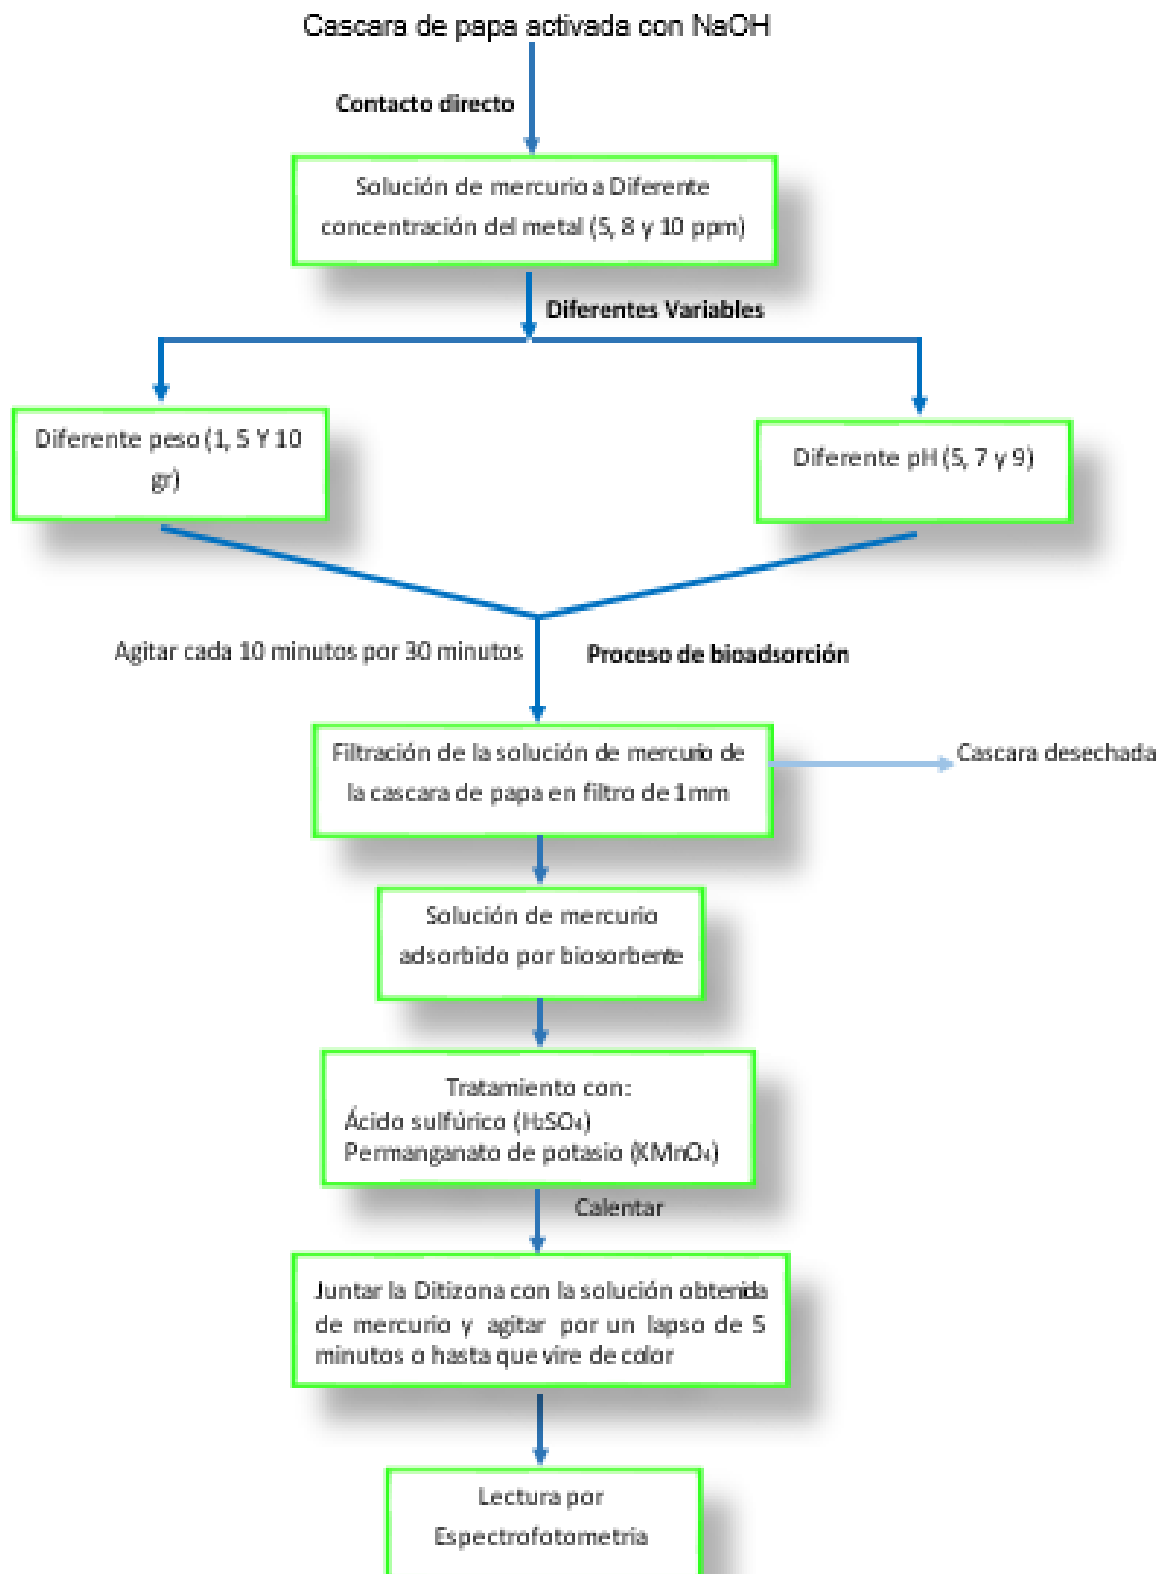 Cascara de papa activada con NaOH
Contacto directo
Solución de mercurio a Diferente
concentración del metal (5, 8 y 10 ppm)
Diferentes Variables
Diferente peso (1, 5 Y 10
gr)
Diferente pH (5, 7 y 9)
Agitar cada 10 minutos por 30 minutos
Proceso de bioadsorción
Filtración de la solución de mercurio de
la cascara de papa en filtro de 1mm
Cascara desechada
Solución de mercurio
adsorbido por biosorbente
Tratamiento con:
Ácido sulfúrico (H₂SO₄)
Permanganato de potasio (KMnO₄)
Calentar
Juntar la Ditizona con la solución obtenida
de mercurio y agitar por un lapso de 5
minutos o hasta que vire de color
Lectura por
Espectrofotometria